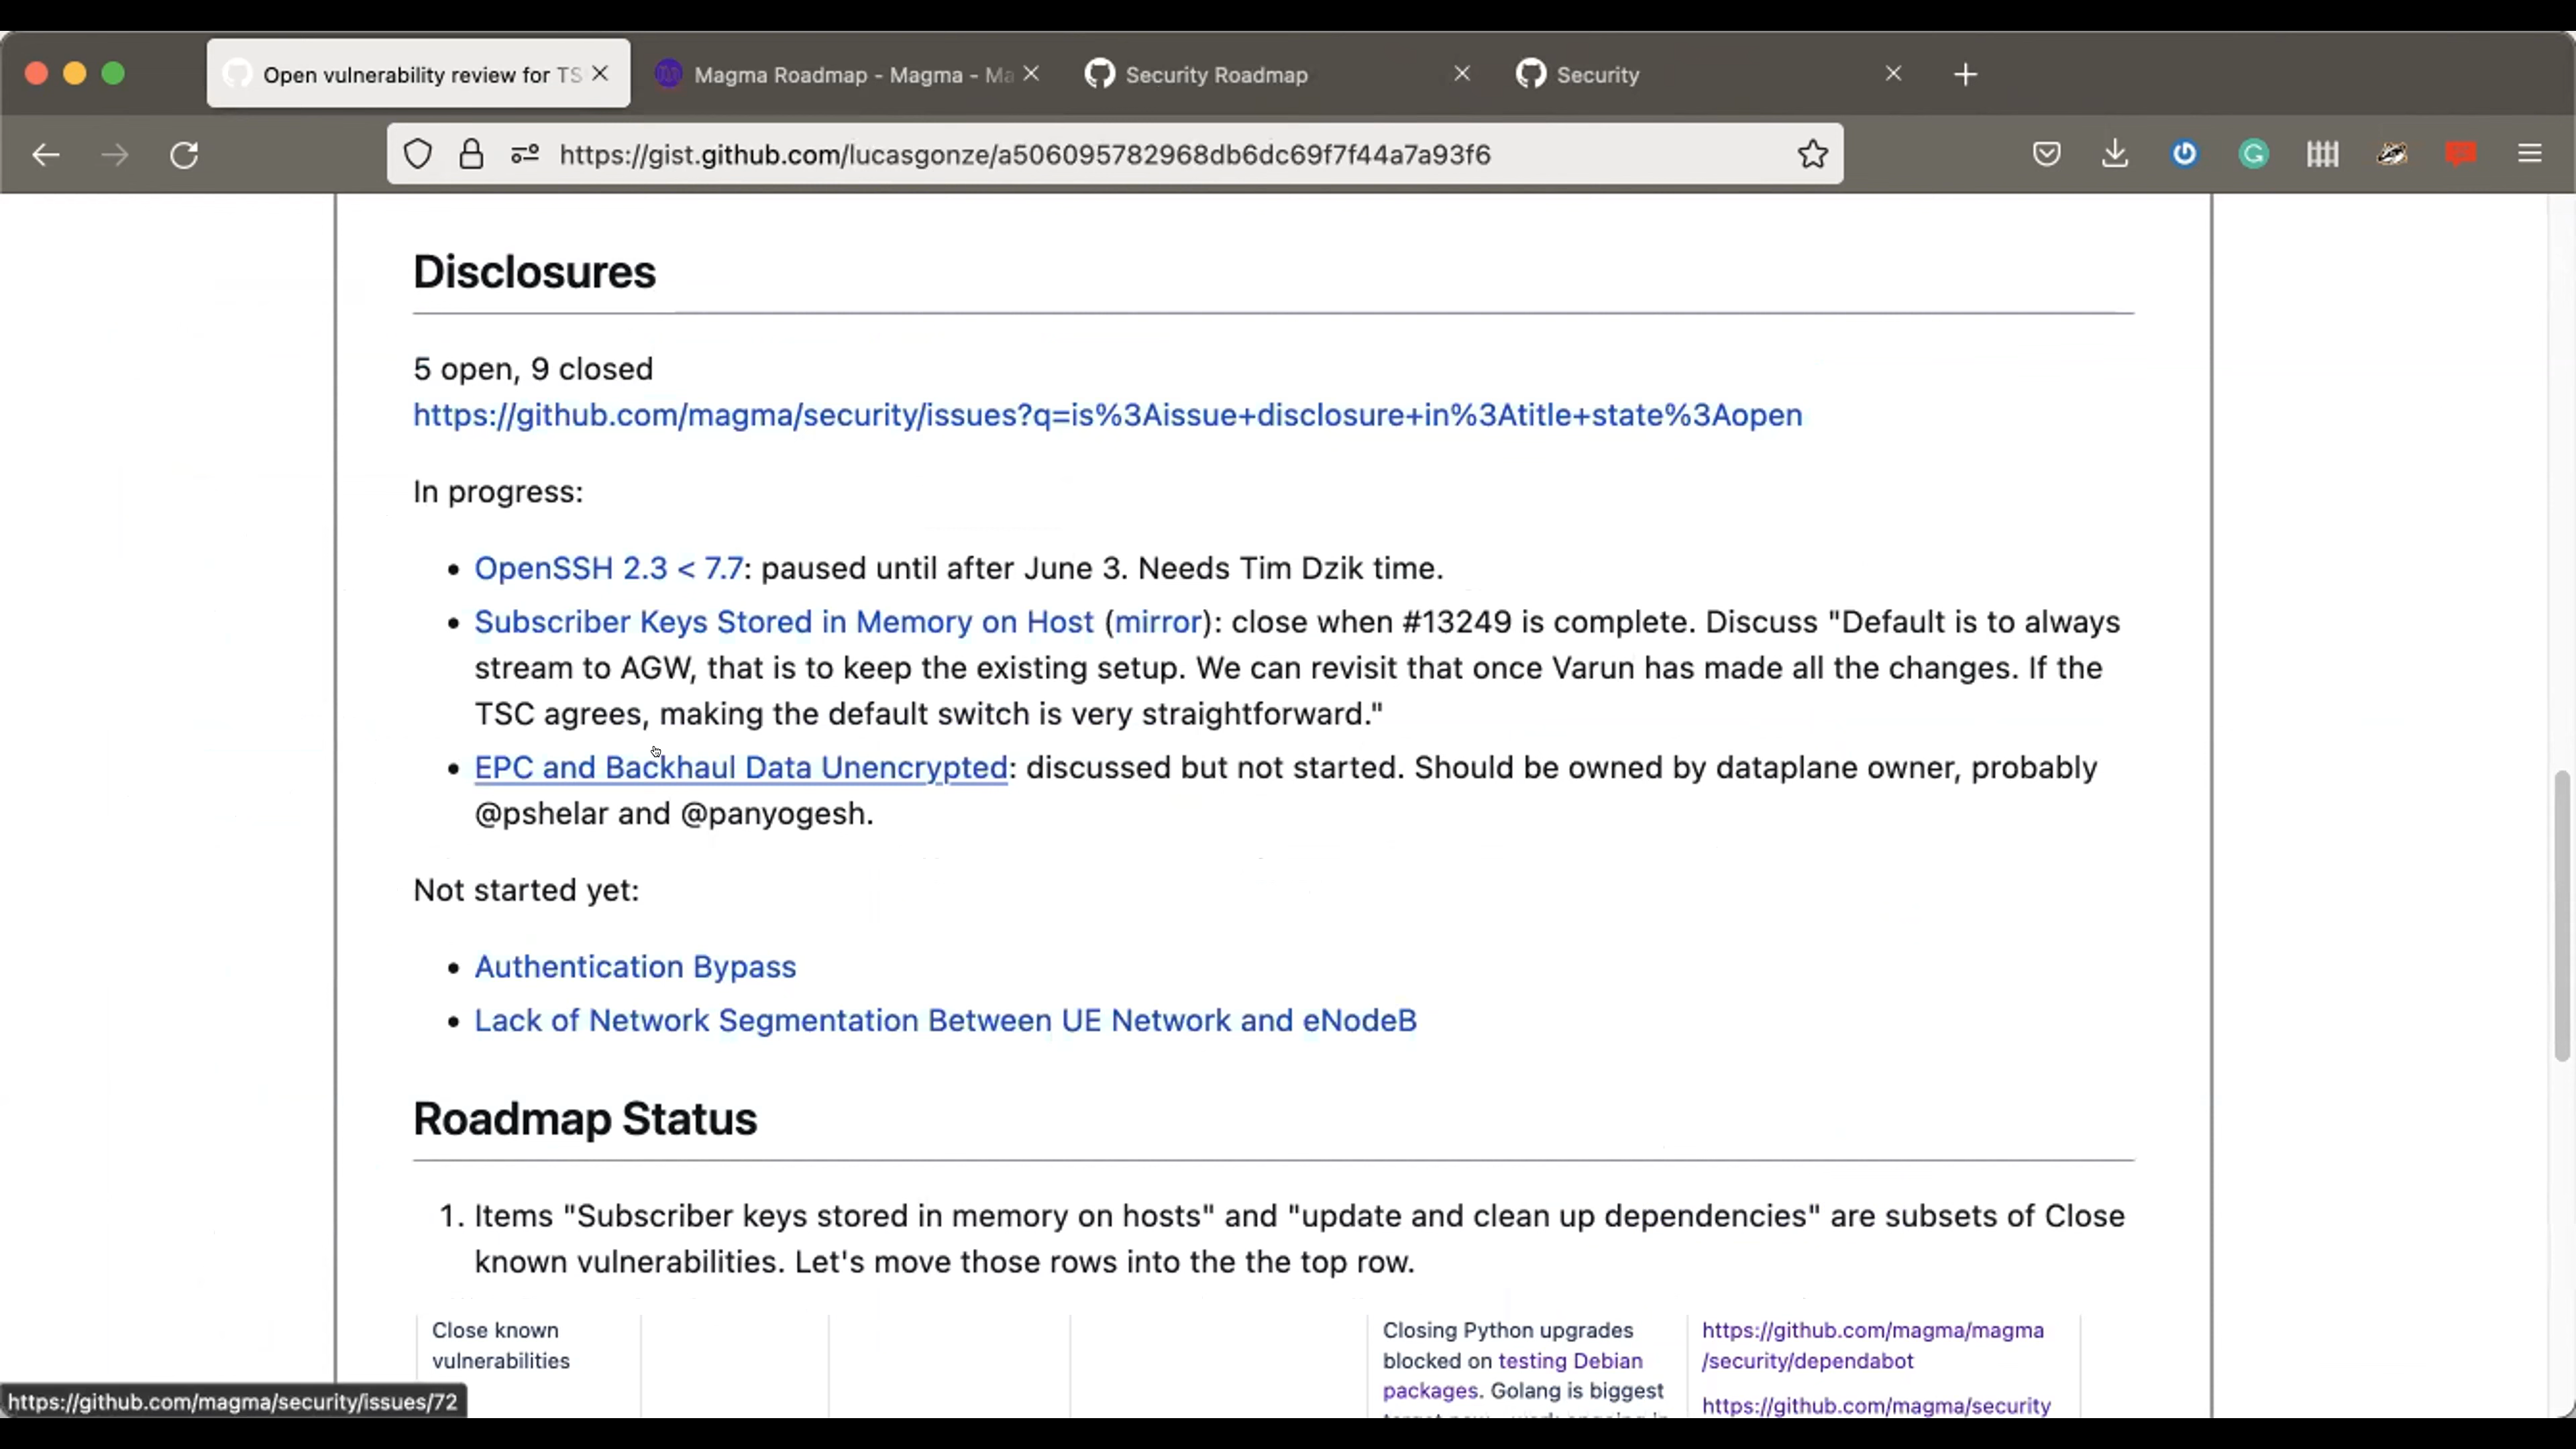 Open vulnerability review for TS
Magma Roadmap - Magma - Ma
Security Roadmap
Security
https://gist.github.com/lucasgonze/a506095782968db6dc69f7f44a7a93f6
Disclosures
5 open, 9 closed
https://github.com/magma/security/issues?q=is%3Aissue+disclosure+in%3Atitle+state%3Aopen
In progress:
• OpenSSH 2.3 < 7.7: paused until after June 3. Needs Tim Dzik time.
• Subscriber Keys Stored in Memory on Host (mirror): close when #13249 is complete. Discuss "Default is to always
stream to AGW, that is to keep the existing setup. We can revisit that once Varun has made all the changes. If the
TSC agrees, making the default switch is very straightforward."
• EPC and Backhaul Data Unencrypted: discussed but not started. Should be owned by dataplane owner, probably
@pshelar and @panyogesh.
Not started yet:
• Authentication Bypass
• Lack of Network Segmentation Between UE Network and eNodeB
Roadmap Status
1. Items "Subscriber keys stored in memory on hosts" and "update and clean up dependencies" are subsets of Close
known vulnerabilities. Let's move those rows into the the top row.
Close known
vulnerabilities
Closing Python upgrades
blocked on testing Debian
packages. Golang is biggest
https://github.com/magma/magma
/security/dependabot
https://github.com/magma/security
https://github.com/magma/security/issues/72